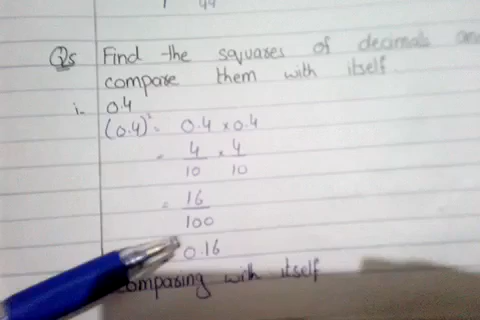 Q5 Find the squares of decimals an
compare them with itself.
i. 0.4
(0.4)² = 0.4 × 0.4
= 4/10 × 4/10
= 16/100
0.16
comparing with itself